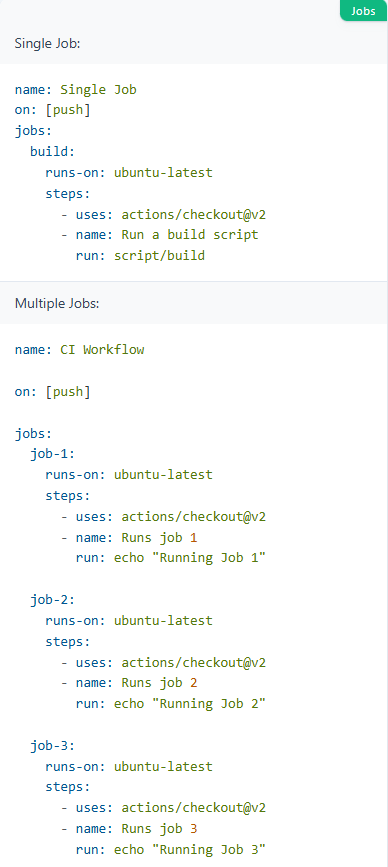 Jobs
Single Job:
name: Single Job
on: [push]
jobs:
  build:
    runs-on: ubuntu-latest
    steps:
      - uses: actions/checkout@v2
      - name: Run a build script
        run: script/build
Multiple Jobs:
name: CI Workflow
on: [push]
jobs:
  job-1:
    runs-on: ubuntu-latest
    steps:
      - uses: actions/checkout@v2
      - name: Runs job 1
        run: echo "Running Job 1"
  job-2:
    runs-on: ubuntu-latest
    steps:
      - uses: actions/checkout@v2
      - name: Runs job 2
        run: echo "Running Job 2"
  job-3:
    runs-on: ubuntu-latest
    steps:
      - uses: actions/checkout@v2
      - name: Runs job 3
        run: echo "Running Job 3"